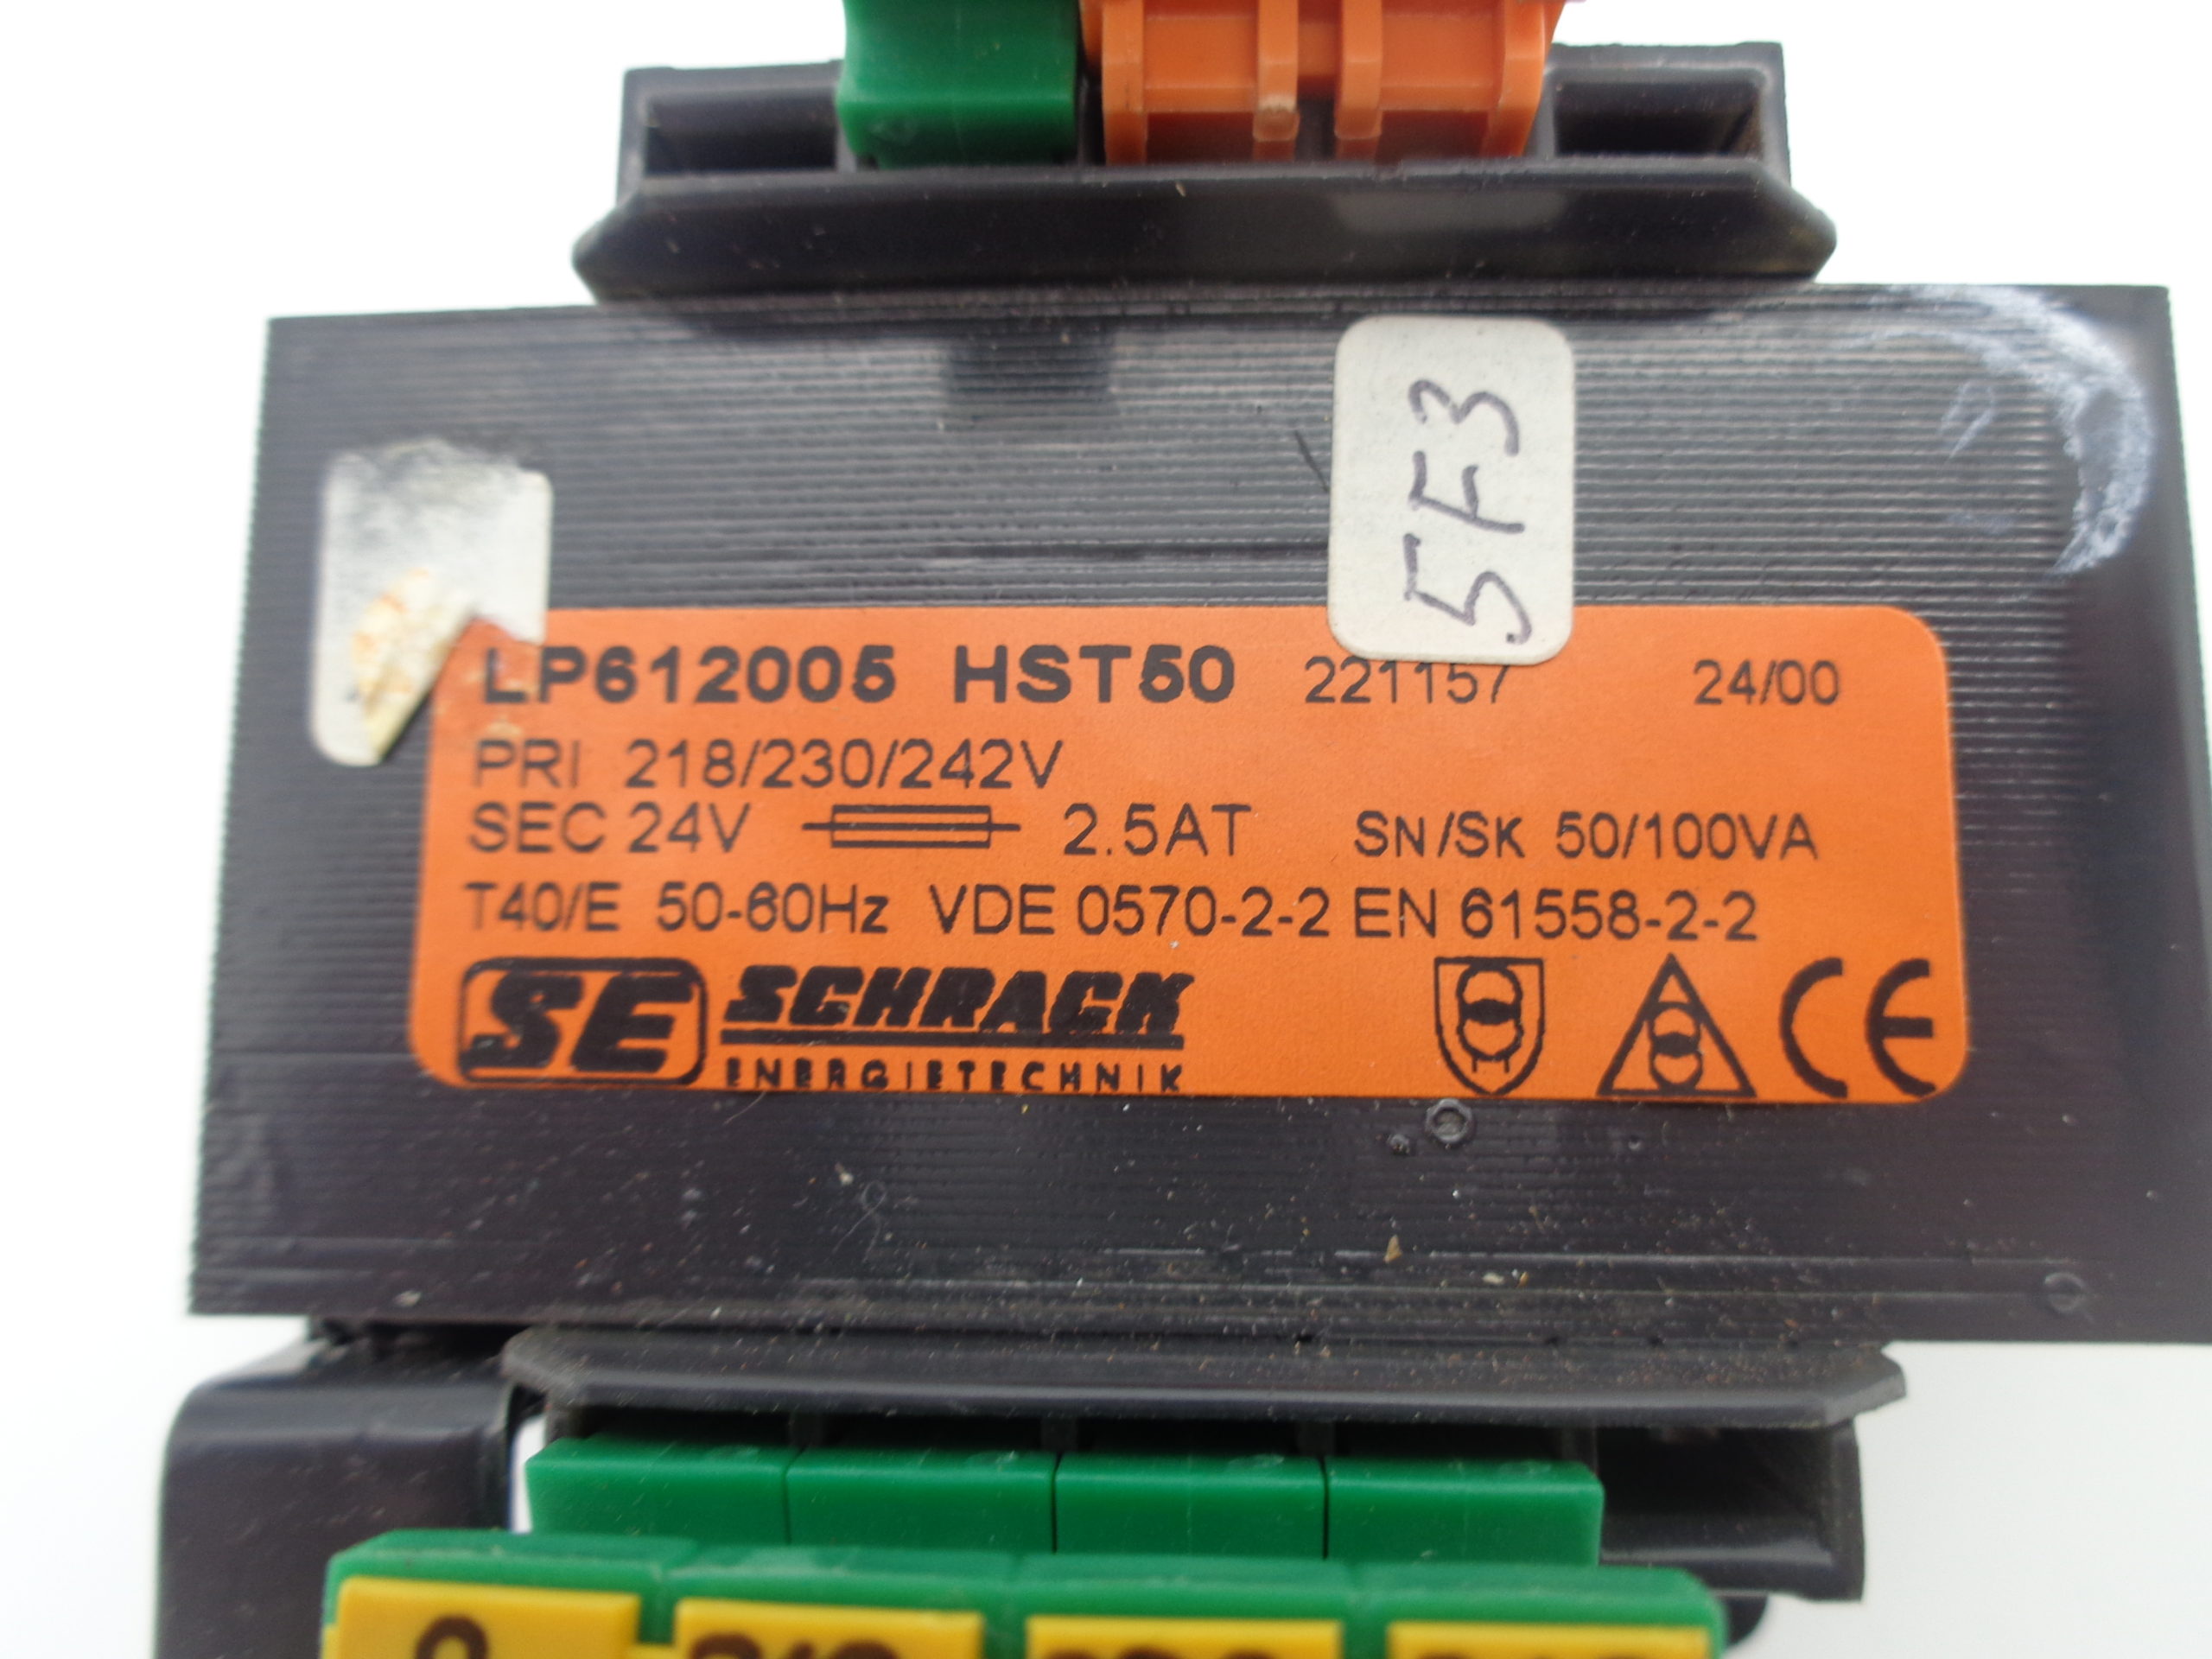 5F3
LP612005 HST50 221157 24/00
PRI 218/230/242V
SEC 24V 2.5AT SN/SK 50/100VA
T40/E 50-60Hz VDE 0570-2-2 EN 61558-2-2
SE SCHRACK
ENERGIETECHNIK
CE
0